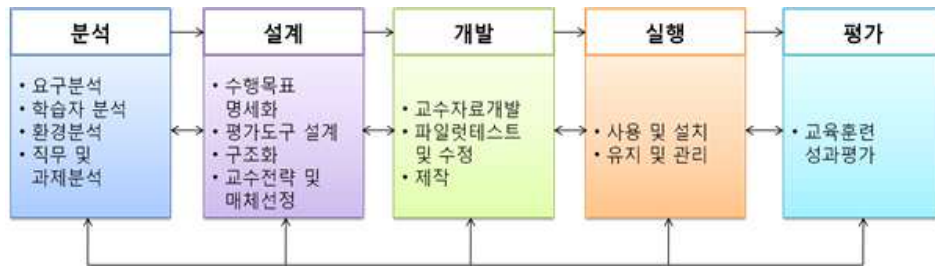 분석
• 요구분석
• 학습자 분석
• 환경분석
• 직무 및
과제분석
설계
• 수행목표
명세화
• 평가도구 설계
• 구조화
• 교수전략 및
매체선정
개발
• 교수자료개발
• 파일럿테스트
및 수정
• 제작
실행
• 사용 및 설치
• 유지 및 관리
평가
• 교육훈련
성과평가